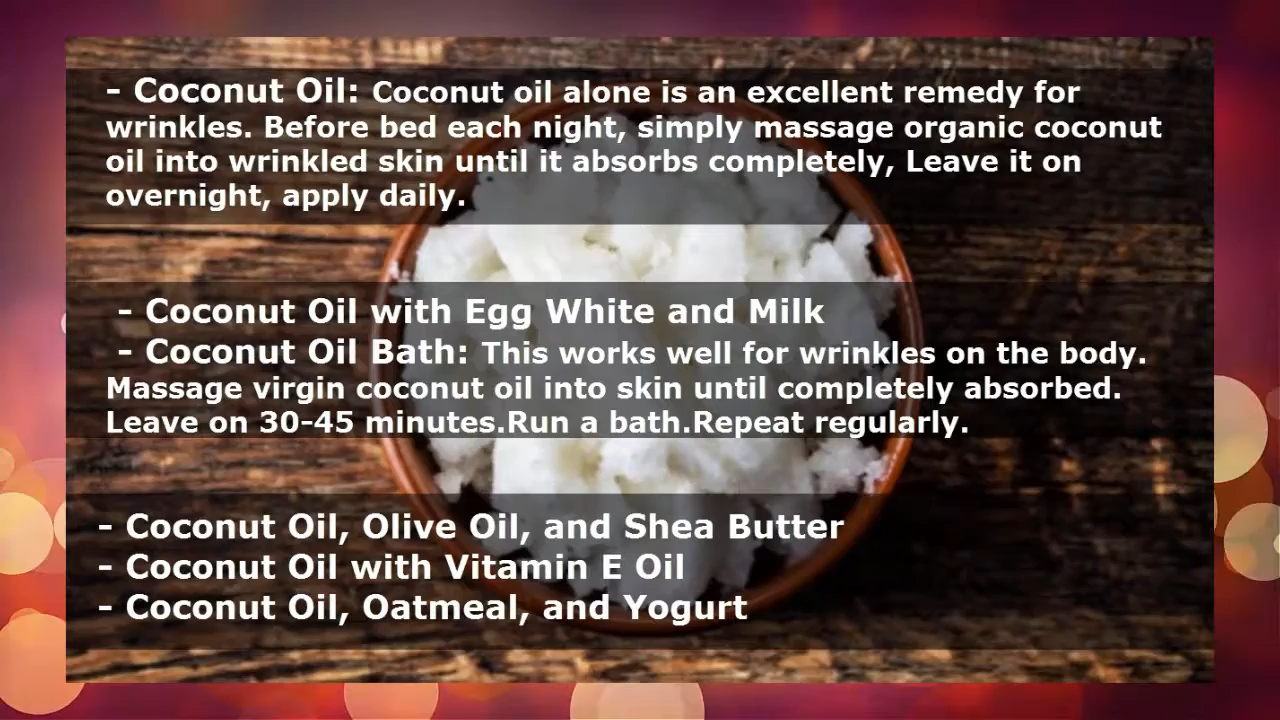 - Coconut Oil: Coconut oil alone is an excellent remedy for
wrinkles. Before bed each night, simply massage organic coconut
oil into wrinkled skin until it absorbs completely, Leave it on
overnight, apply daily.
- Coconut Oil with Egg White and Milk
- Coconut Oil Bath: This works well for wrinkles on the body.
Massage virgin coconut oil into skin until completely absorbed.
Leave on 30-45 minutes.Run a bath.Repeat regularly.
- Coconut Oil, Olive Oil, and Shea Butter
- Coconut Oil with Vitamin E Oil
- Coconut Oil, Oatmeal, and Yogurt